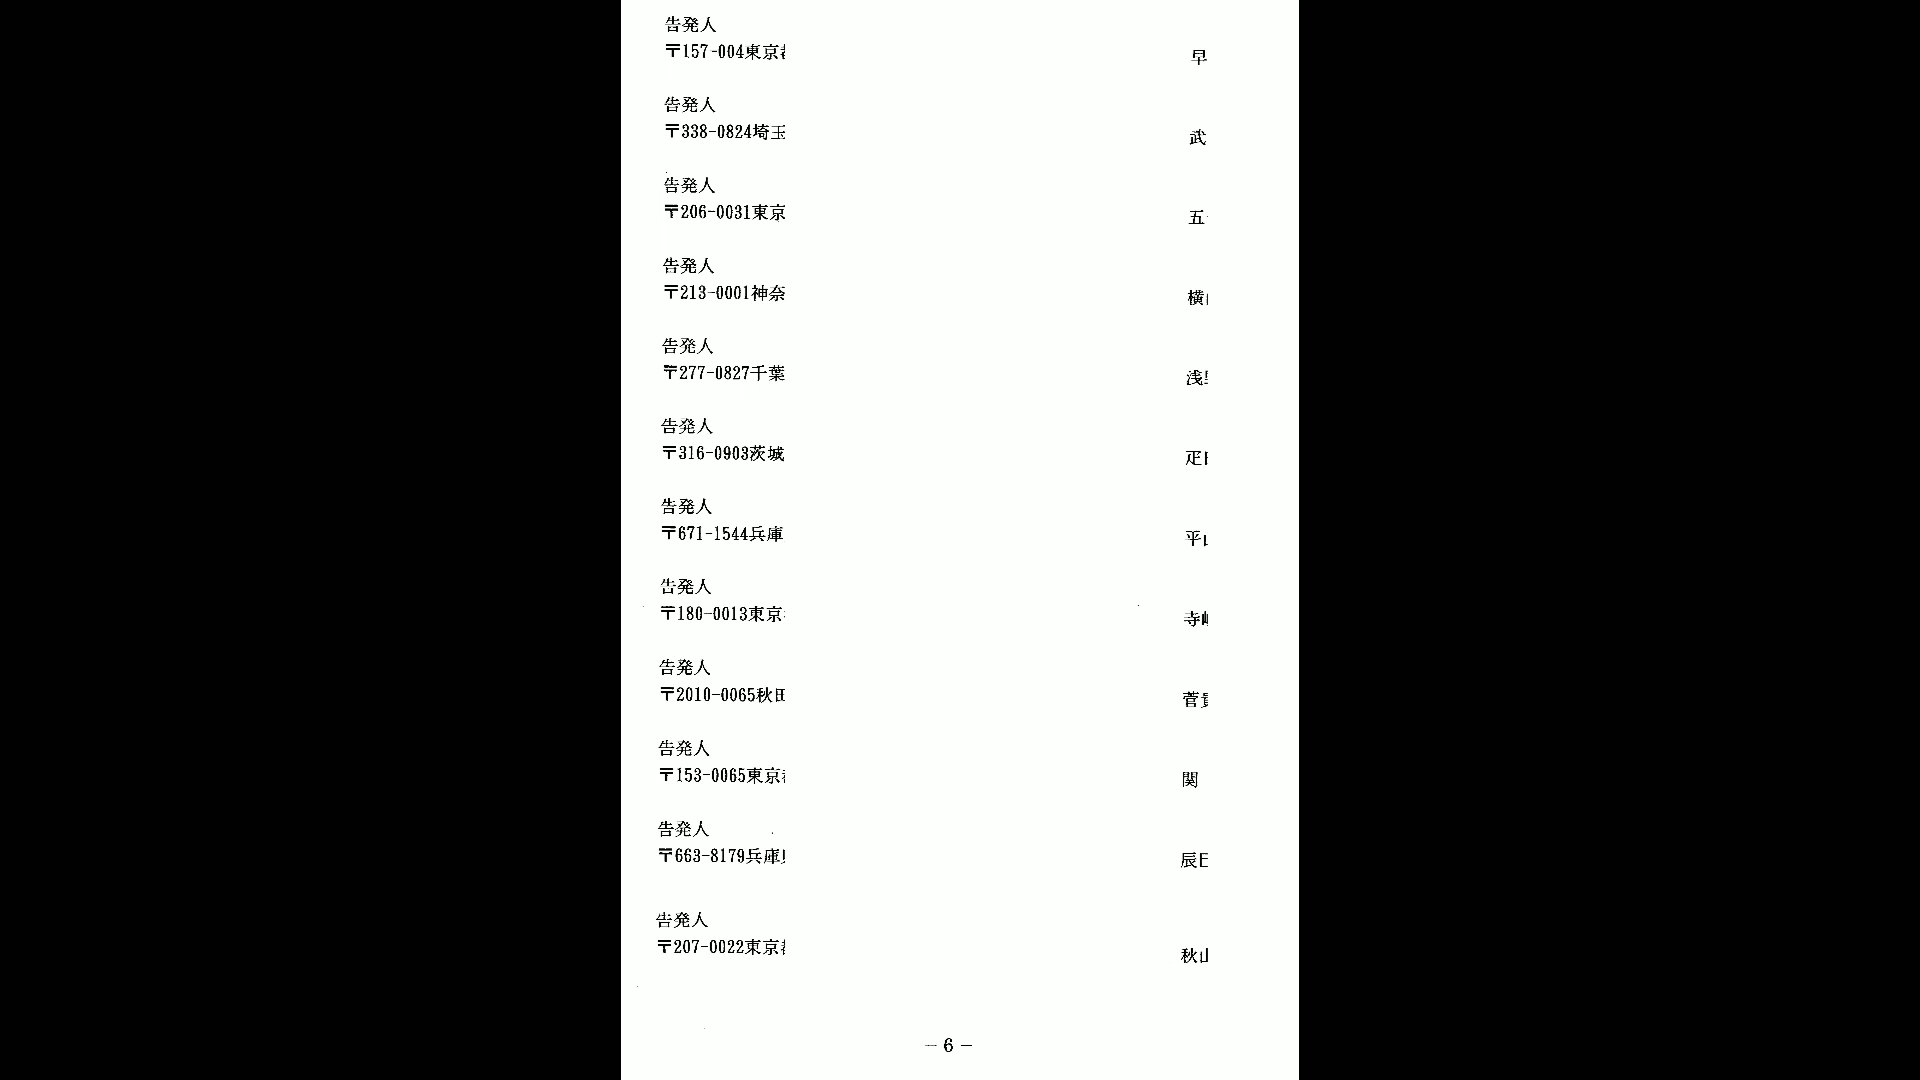 告発人
〒157-004東京
早
告発人
〒338-0824埼玉
武
告発人
〒206-0031東京
五
告発人
〒213-0001神奈
横
告発人
〒277-0827千葉
浅
告発人
〒316-0903茨城
疋
告発人
〒671-1544兵庫
平
告発人
〒180-0013東京
寺
告発人
〒2010-0065秋田
菅
告発人
〒153-0065東京
関
告発人
〒663-8179兵庫
辰
告発人
〒207-0022東京
秋
- 6 -